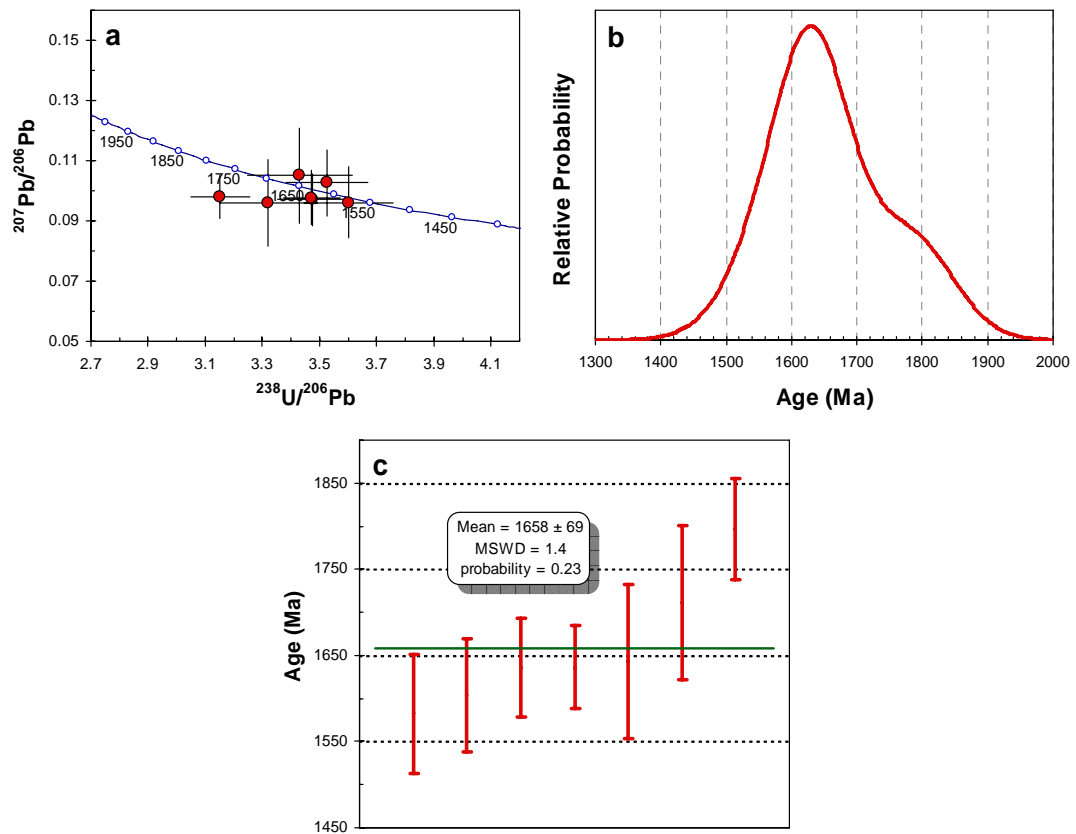 a
0.15
0.13
0.11
0.09
0.07
0.05
²⁰⁷Pb/²⁰⁶Pb
1950
1850
1750
1650
1550
1450
2.7 2.9 3.1 3.3 3.5 3.7 3.9 4.1
²³⁸U/²⁰⁶Pb
b
Relative Probability
1300 1400 1500 1600 1700 1800 1900 2000
Age (Ma)
c
1850
1750
1650
1550
1450
Age (Ma)
Mean = 1658 ± 69
MSWD = 1.4
probability = 0.23